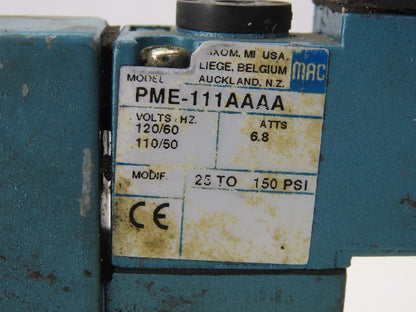 WIXOM, MI USA,
LIEGE, BELGIUM
AUCKLAND, N.Z.
MAC
MODEL
PME-111AAAA
VOLTS HZ. ATTS
120/60 6.8
110/50
MODIF. 25 TO 150 PSI
CE